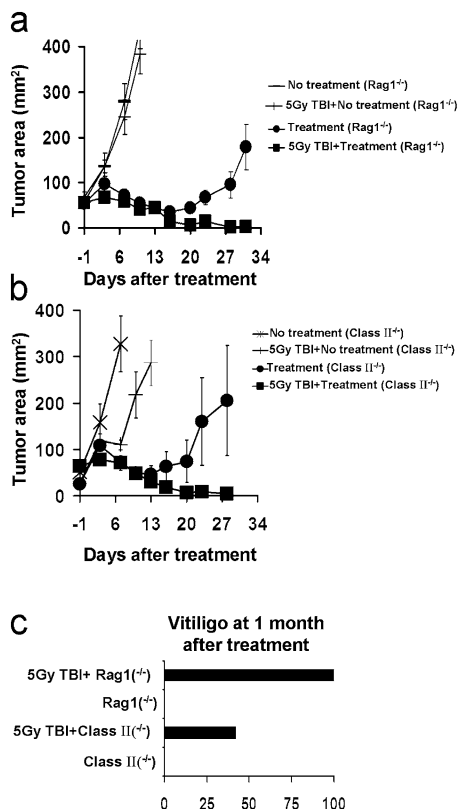 a
Tumor area (mm²)
400
300
200
100
0
-1 6 13 20 27 34
Days after treatment
No treatment (Rag1-/-)
5Gy TBI+No treatment (Rag1-/-)
Treatment (Rag1-/-)
5Gy TBI+Treatment (Rag1-/-)
b
Tumor area (mm²)
400
300
200
100
0
-1 6 13 20 27 34
Days after treatment
No treatment (Class II-/-)
5Gy TBI+No treatment (Class II-/-)
Treatment (Class II-/-)
5Gy TBI+Treatment (Class II-/-)
c
Vitiligo at 1 month
after treatment
5Gy TBI+ Rag1(-/-)
Rag1(-/-)
5Gy TBI+Class II(-/-)
Class II(-/-)
0 25 50 75 100